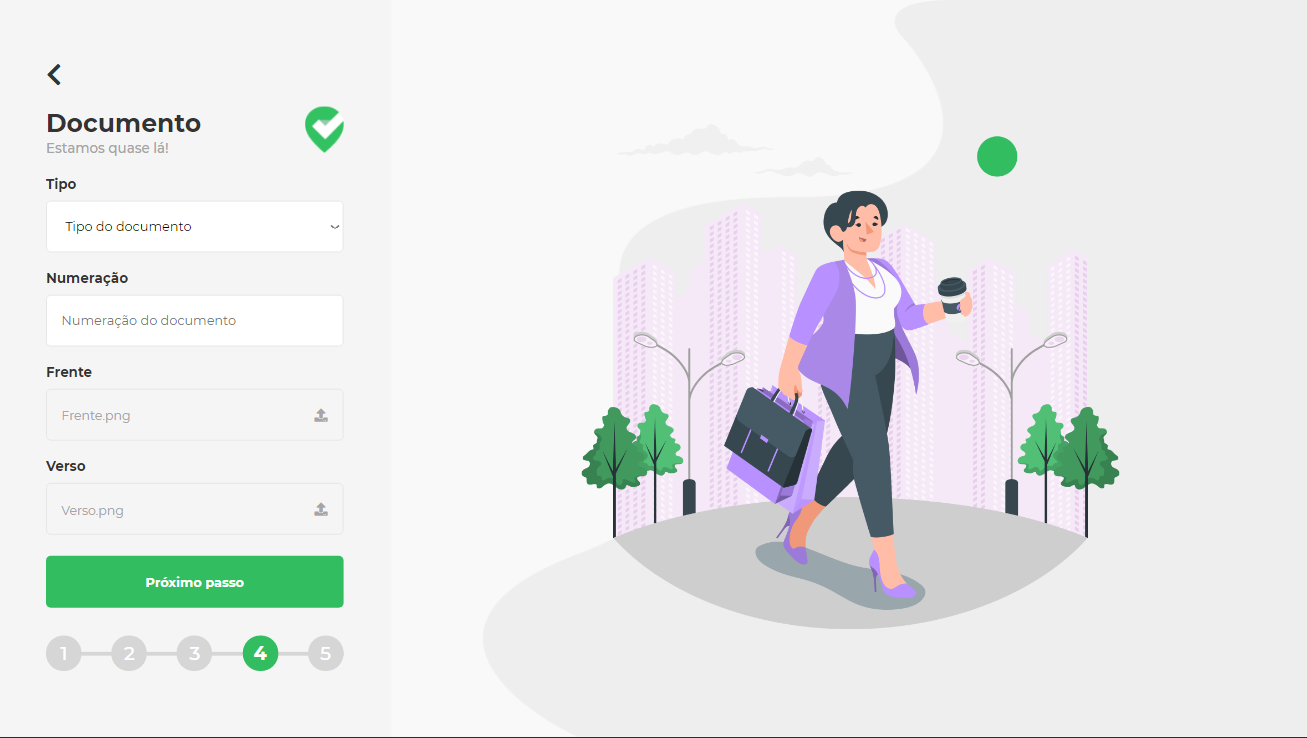 Documento
Estamos quase lá!
Tipo
Tipo do documento
Numeração
Numeração do documento
Frente
Frente.png
Verso
Verso.png
Próximo passo
1 2 3 4 5